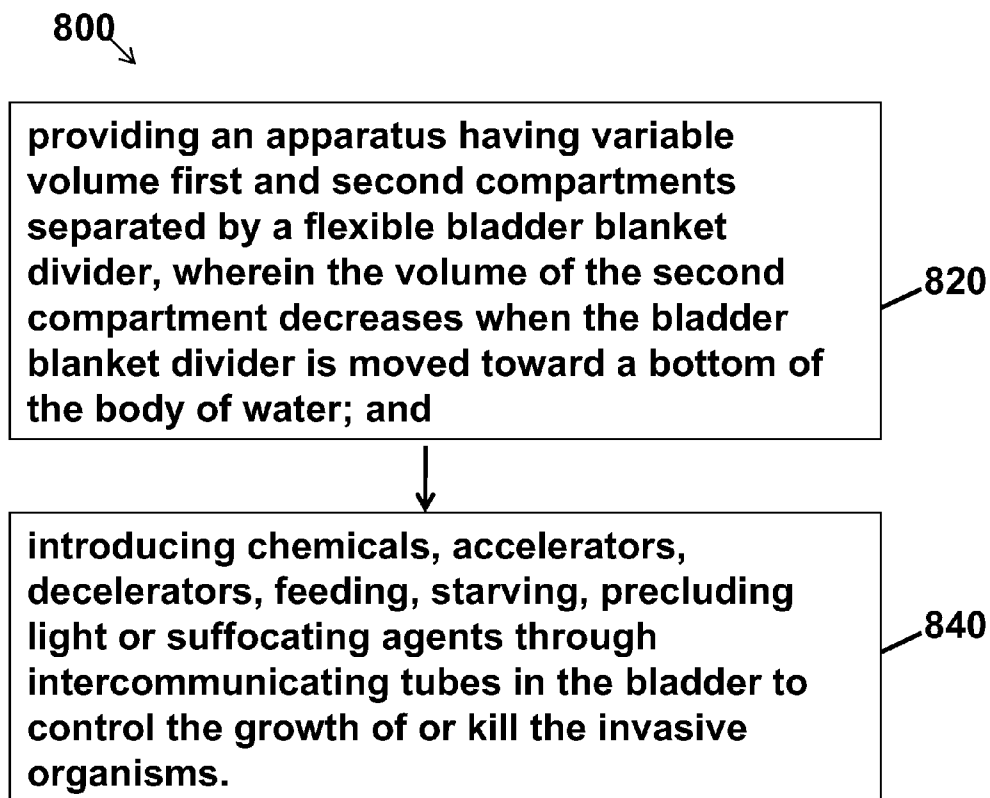 800
providing an apparatus having variable
volume first and second compartments
separated by a flexible bladder blanket
divider, wherein the volume of the second
compartment decreases when the bladder
blanket divider is moved toward a bottom of
the body of water; and
820
introducing chemicals, accelerators,
decelerators, feeding, starving, precluding
light or suffocating agents through
intercommunicating tubes in the bladder to
control the growth of or kill the invasive
organisms.
840